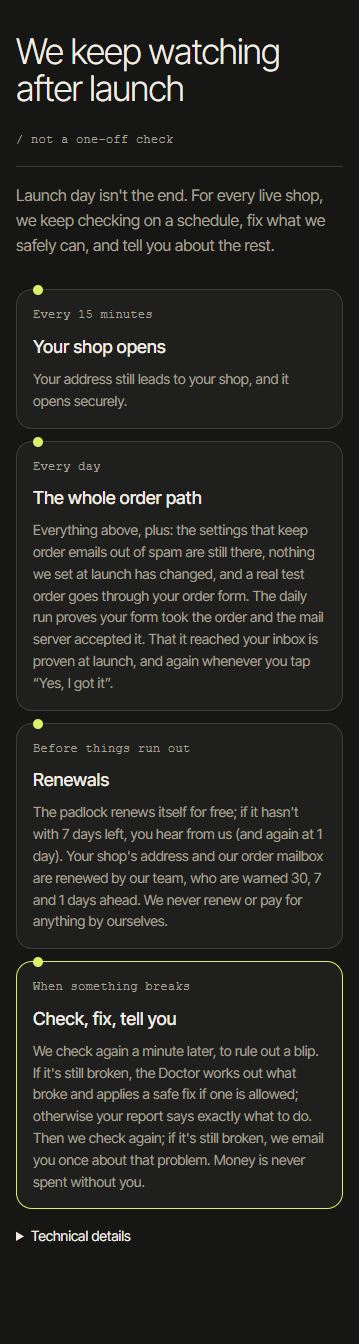 We keep watching
after launch
/ not a one-off check
Launch day isn't the end. For every live shop,
we keep checking on a schedule, fix what we
safely can, and tell you about the rest.
Every 15 minutes
Your shop opens
Your address still leads to your shop, and it
opens securely.
Every day
The whole order path
Everything above, plus: the settings that keep
order emails out of spam are still there, nothing
we set at launch has changed, and a real test
order goes through your order form. The daily
run proves your form took the order and the mail
server accepted it. That it reached your inbox is
proven at launch, and again whenever you tap
“Yes, I got it”.
Before things run out
Renewals
The padlock renews itself for free; if it hasn't
with 7 days left, you hear from us (and again at 1
day). Your shop's address and our order mailbox
are renewed by our team, who are warned 30, 7
and 1 days ahead. We never renew or pay for
anything by ourselves.
When something breaks
Check, fix, tell you
We check again a minute later, to rule out a blip.
If it's still broken, the Doctor works out what
broke and applies a safe fix if one is allowed;
otherwise your report says exactly what to do.
Then we check again; if it's still broken, we email
you once about that problem. Money is never
spent without you.
Technical details